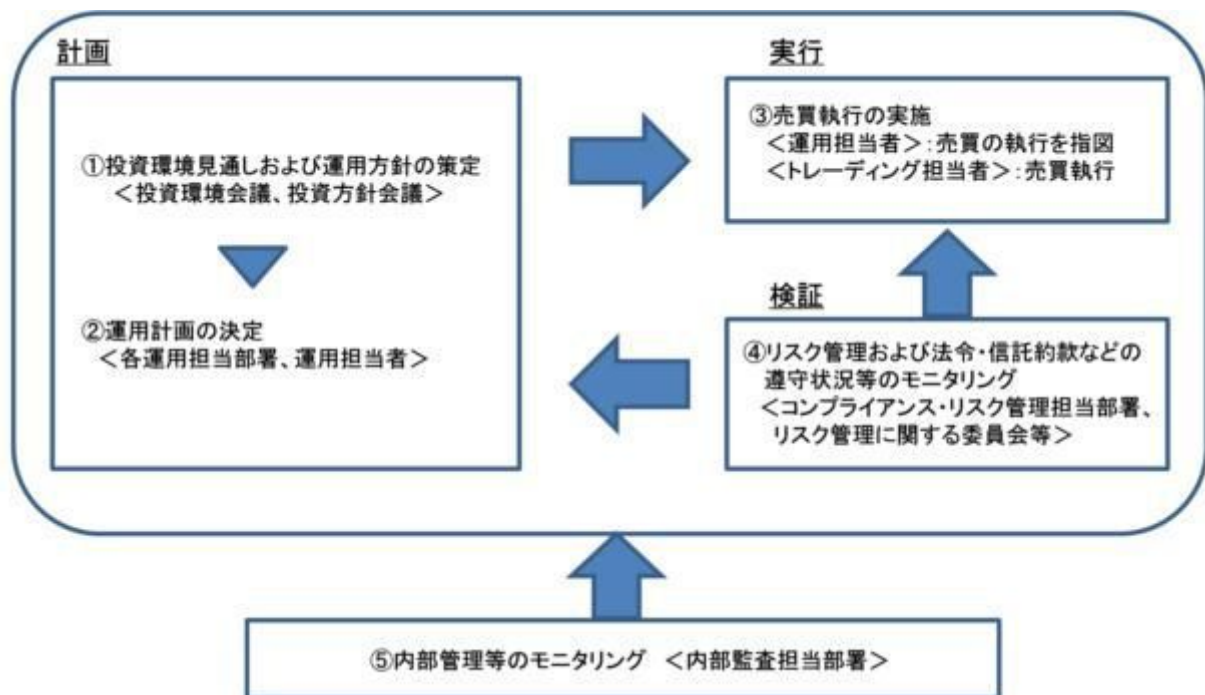 計画
①投資環境見通しおよび運用方針の策定
＜投資環境会議、投資方針会議＞
②運用計画の決定
＜各運用担当部署、運用担当者＞
実行
③売買執行の実施
＜運用担当者＞：売買の執行を指図
＜トレーディング担当者＞：売買執行
検証
④リスク管理および法令・信託約款などの
遵守状況等のモニタリング
＜コンプライアンス・リスク管理担当部署、
リスク管理に関する委員会等＞
⑤内部管理等のモニタリング　＜内部監査担当部署＞